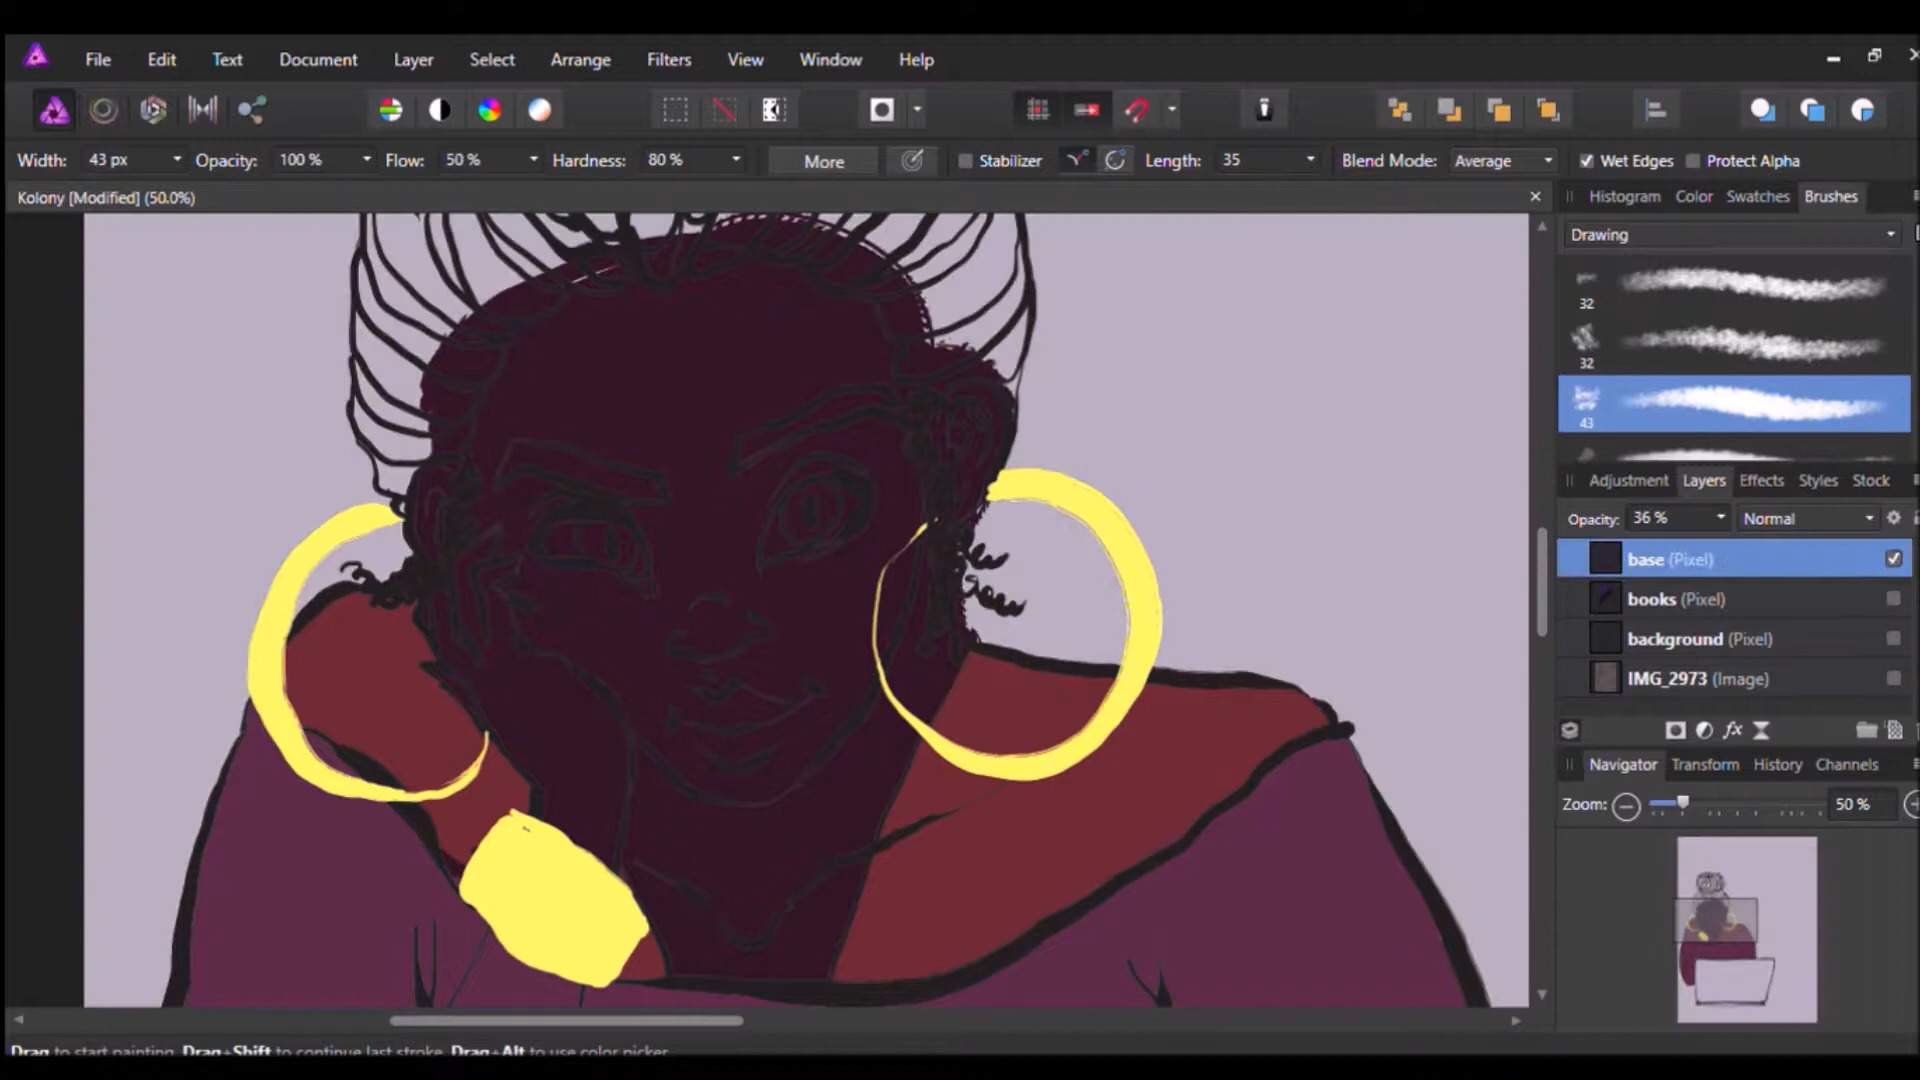 File Edit Text Document Layer Select Arrange Filters View Window Help
Width: 43 px Opacity: 100 % Flow: 50 % Hardness: 80 % More Stabilizer Length: 35 Blend Mode: Average Wet Edges Protect Alpha
Kolony [Modified] (50.0%)
Histogram Color Swatches Brushes
Drawing
32
32
43
Adjustment Layers Effects Styles Stock
Opacity: 36 % Normal
base (Pixel)
books (Pixel)
background (Pixel)
IMG_2973 (Image)
fx
Navigator Transform History Channels
Zoom: 50 %
Drag to start painting. Drag+Shift to continue last stroke. Drag+Alt to use color picker.